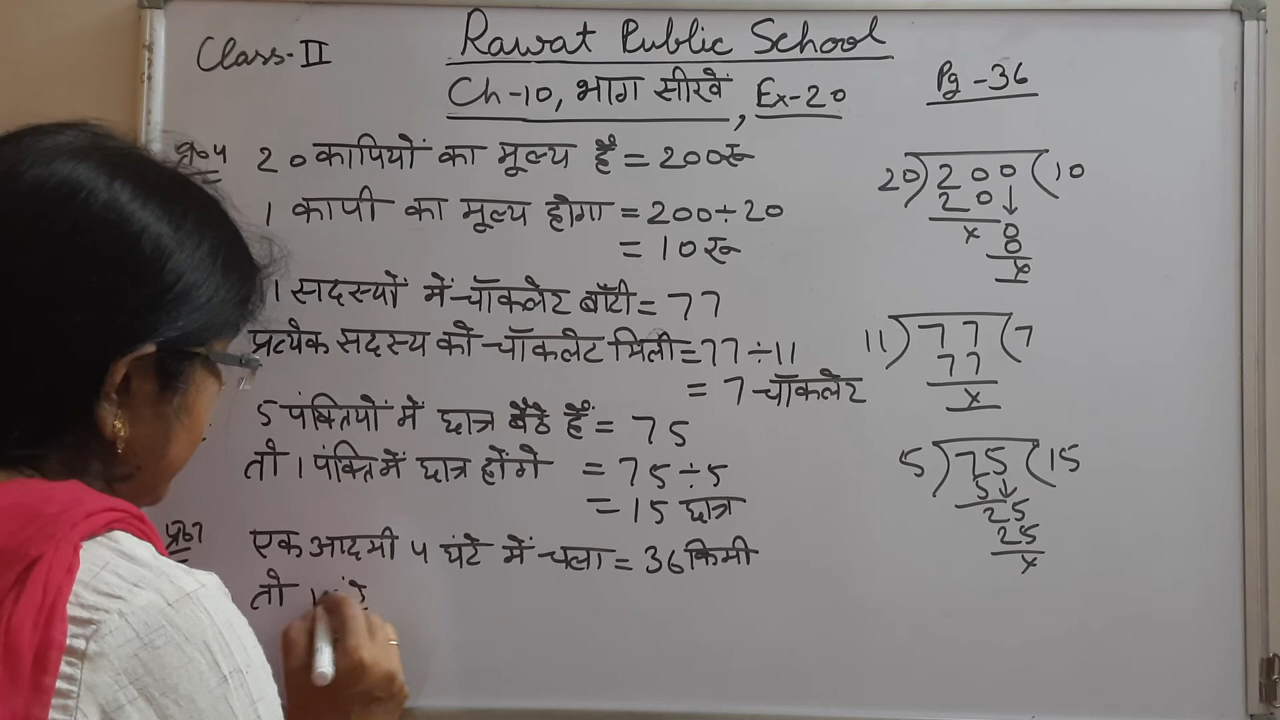 Class-II
Rawat Public School
Ch-10, भाग सीखें, Ex-20
Pg-36
प्र०4 20 कापियों का मूल्य है = 200रु
1 कापी का मूल्य होगा = 200÷20
= 10रु
1 सदस्यों में चॉकलेट बाँटी = 77
प्रत्येक सदस्य को चॉकलेट मिली = 77÷11
= 7 चॉकलेट
5 पंक्तियों में छात्र बैठे हैं = 75
तो 1 पंक्ति में छात्र होंगे = 75÷5
= 15 छात्र
प्र०7 एक आदमी 4 घंटे में चला = 36 किमी
तो 1
20)200(10
20↓
x 0
0
x
11)77(7
77
x
5)75(15
5↓
25
25
x